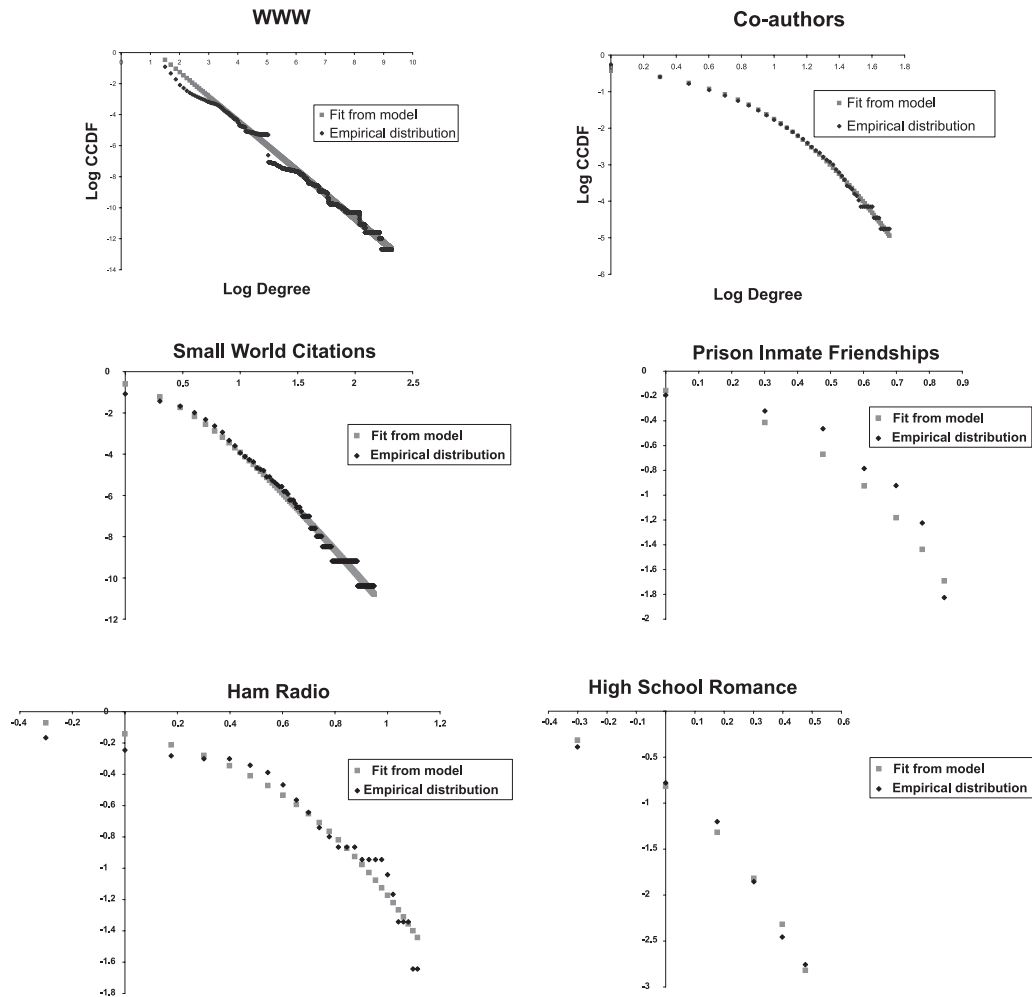 WWW
0 1 2 3 4 5 6 7 8 9 10
0
-2
-4
-6
-8
-10
-12
-14
Fit from model
Empirical distribution
Log CCDF
Log Degree
Co-authors
0.2 0.4 0.6 0.8 1 1.2 1.4 1.6 1.8
0
-1
-2
-3
-4
-5
-6
Fit from model
Empirical distribution
Log CCDF
Log Degree
Small World Citations
0.5 1 1.5 2 2.5
0
-2
-4
-6
-8
-10
-12
Fit from model
Empirical distribution
Prison Inmate Friendships
0.1 0.2 0.3 0.4 0.5 0.6 0.7 0.8 0.9
0
-0.2
-0.4
-0.6
-0.8
-1
-1.2
-1.4
-1.6
-1.8
-2
Fit from model
Empirical distribution
Ham Radio
-0.4 -0.2 0 0.2 0.4 0.6 0.8 1 1.2
-0.2
-0.4
-0.6
-0.8
-1
-1.2
-1.4
-1.6
-1.8
Fit from model
Empirical distribution
High School Romance
-0.4 -0.3 -0.2 -0.1 0 0.1 0.2 0.3 0.4 0.5 0.6
-0.5
-1
-1.5
-2
-2.5
-3
Fit from model
Empirical distribution